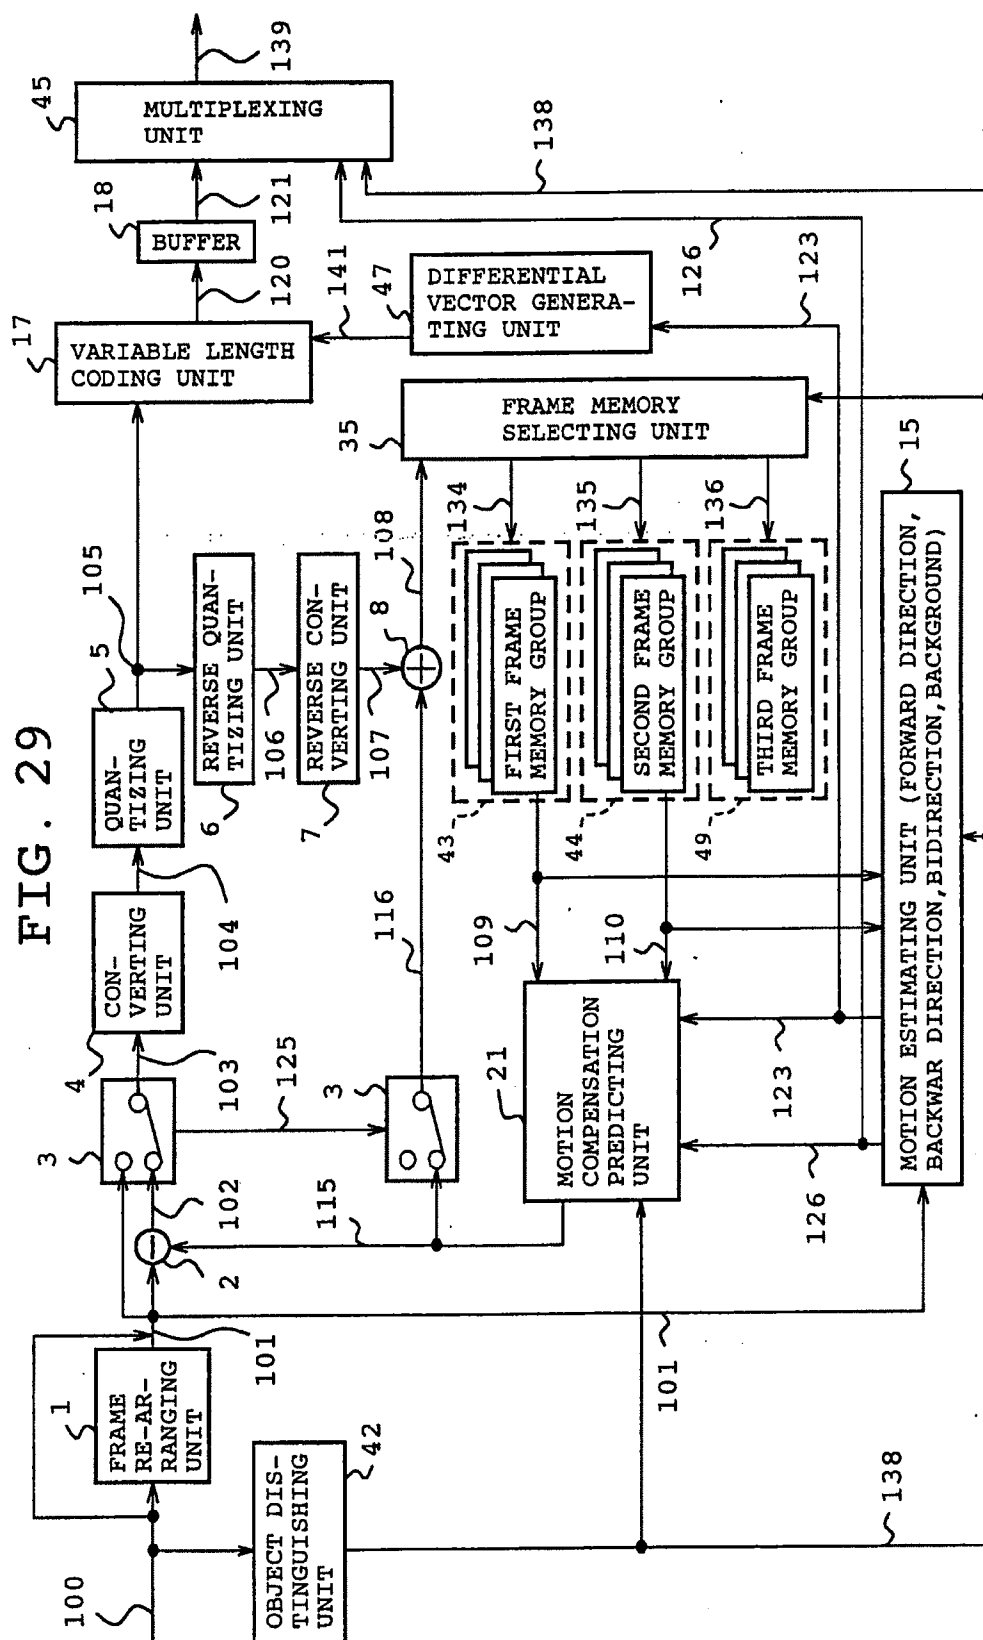 FIG. 29
100
1
FRAME
RE-AR-
RANGING
UNIT
101
OBJECT DIS-
TINGUISHING
UNIT
42
2
102
3
103
4
CON-
VERTING
UNIT
104
QUAN-
TIZING
UNIT
5
105
17
VARIABLE LENGTH
CODING UNIT
120
18
BUFFER
121
45
MULTIPLEXING
UNIT
139
125
3
115
116
6
REVERSE QUAN-
TIZING UNIT
106
7
REVERSE CON-
VERTING UNIT
107
8
108
35
FRAME MEMORY
SELECTING UNIT
141
47
DIFFERENTIAL
VECTOR GENERA-
TING UNIT
126
123
138
134
135
136
43
FIRST FRAME
MEMORY GROUP
44
SECOND FRAME
MEMORY GROUP
49
THIRD FRAME
MEMORY GROUP
109
110
21
MOTION
COMPENSATION
PREDICTING
UNIT
101
126
123
15
MOTION ESTIMATING UNIT (FORWARD DIRECTION,
BACKWAR DIRECTION,BIDIRECTION,BACKGROUND)
138